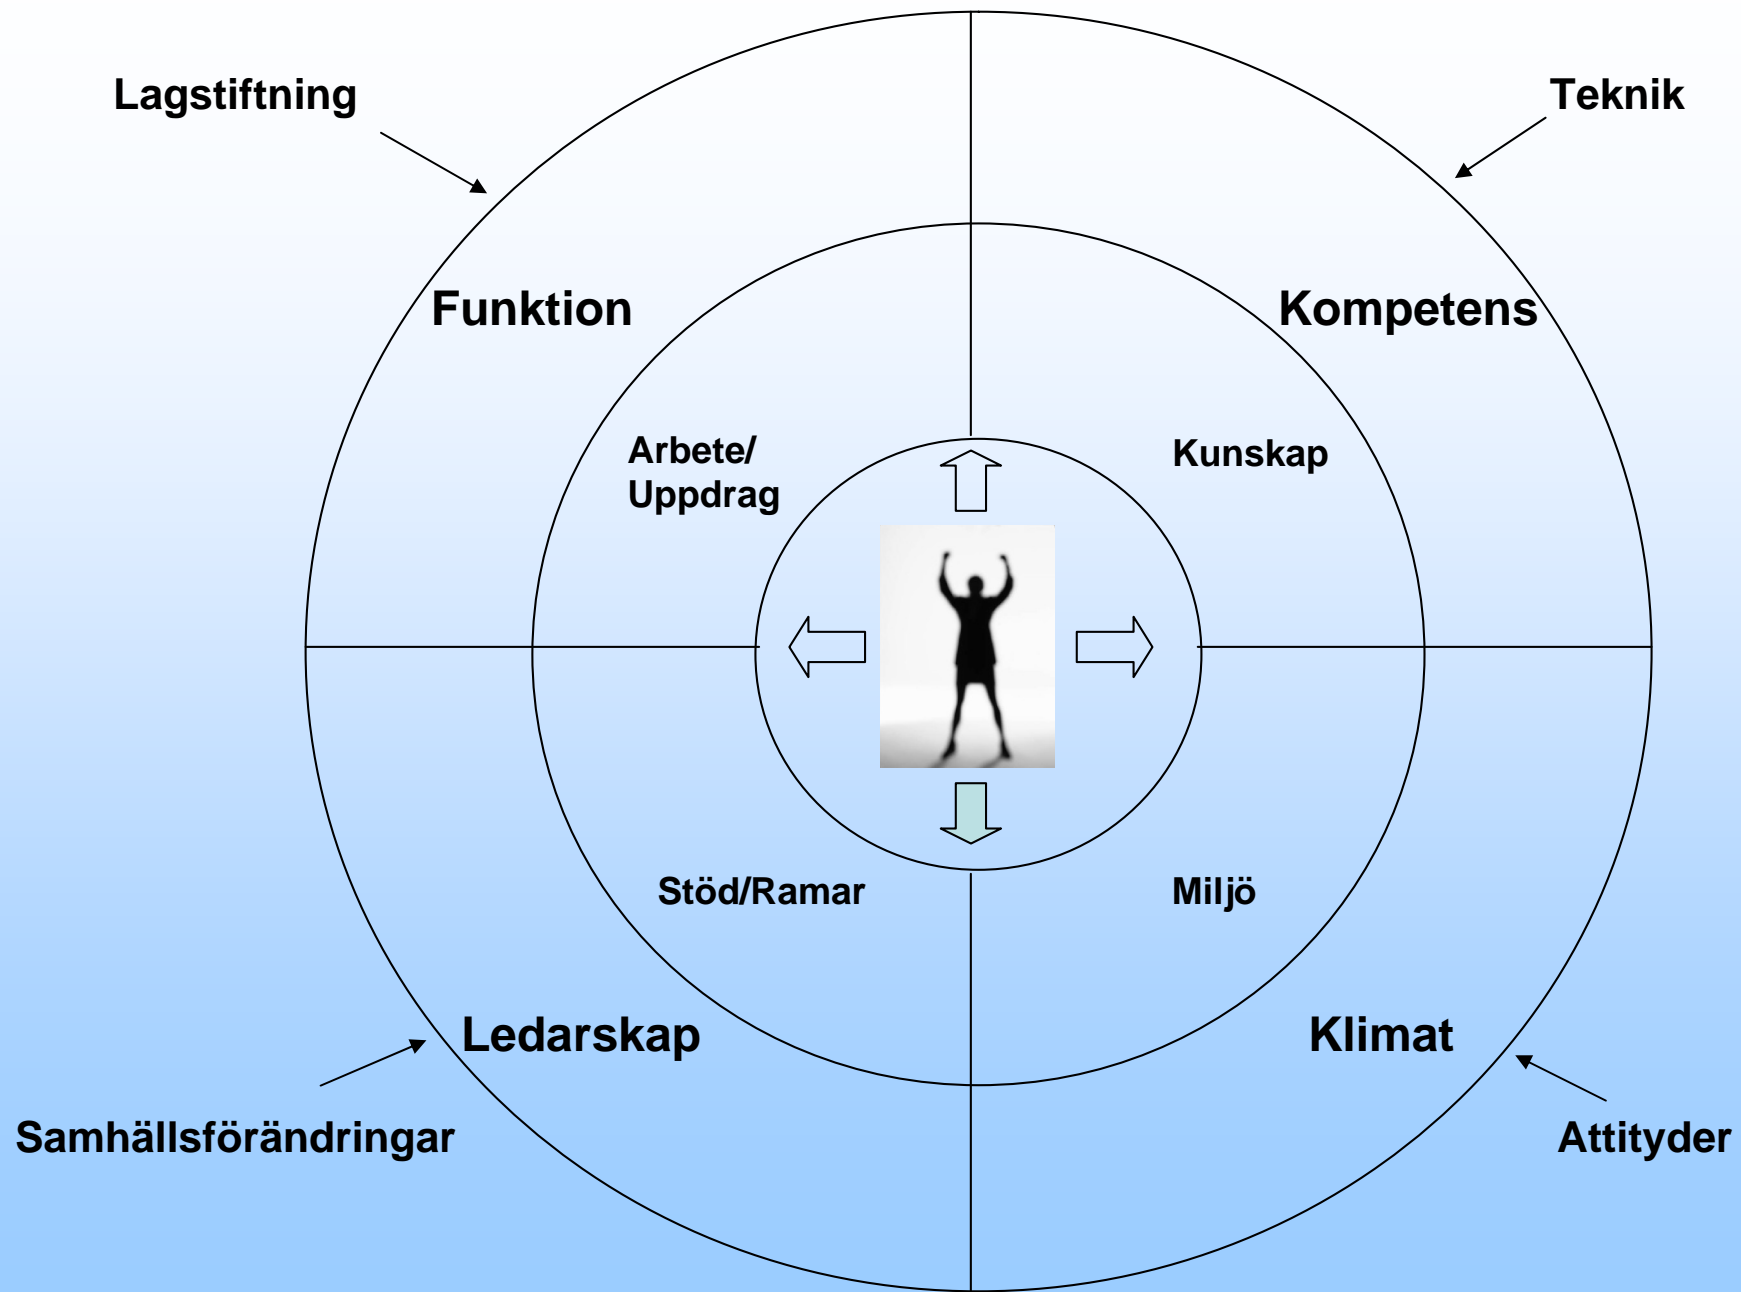 Lagstiftning
Teknik
Funktion
Kompetens
Arbete/
Uppdrag
Kunskap
Stöd/Ramar
Miljö
Ledarskap
Klimat
Samhällsförändringar
Attityder